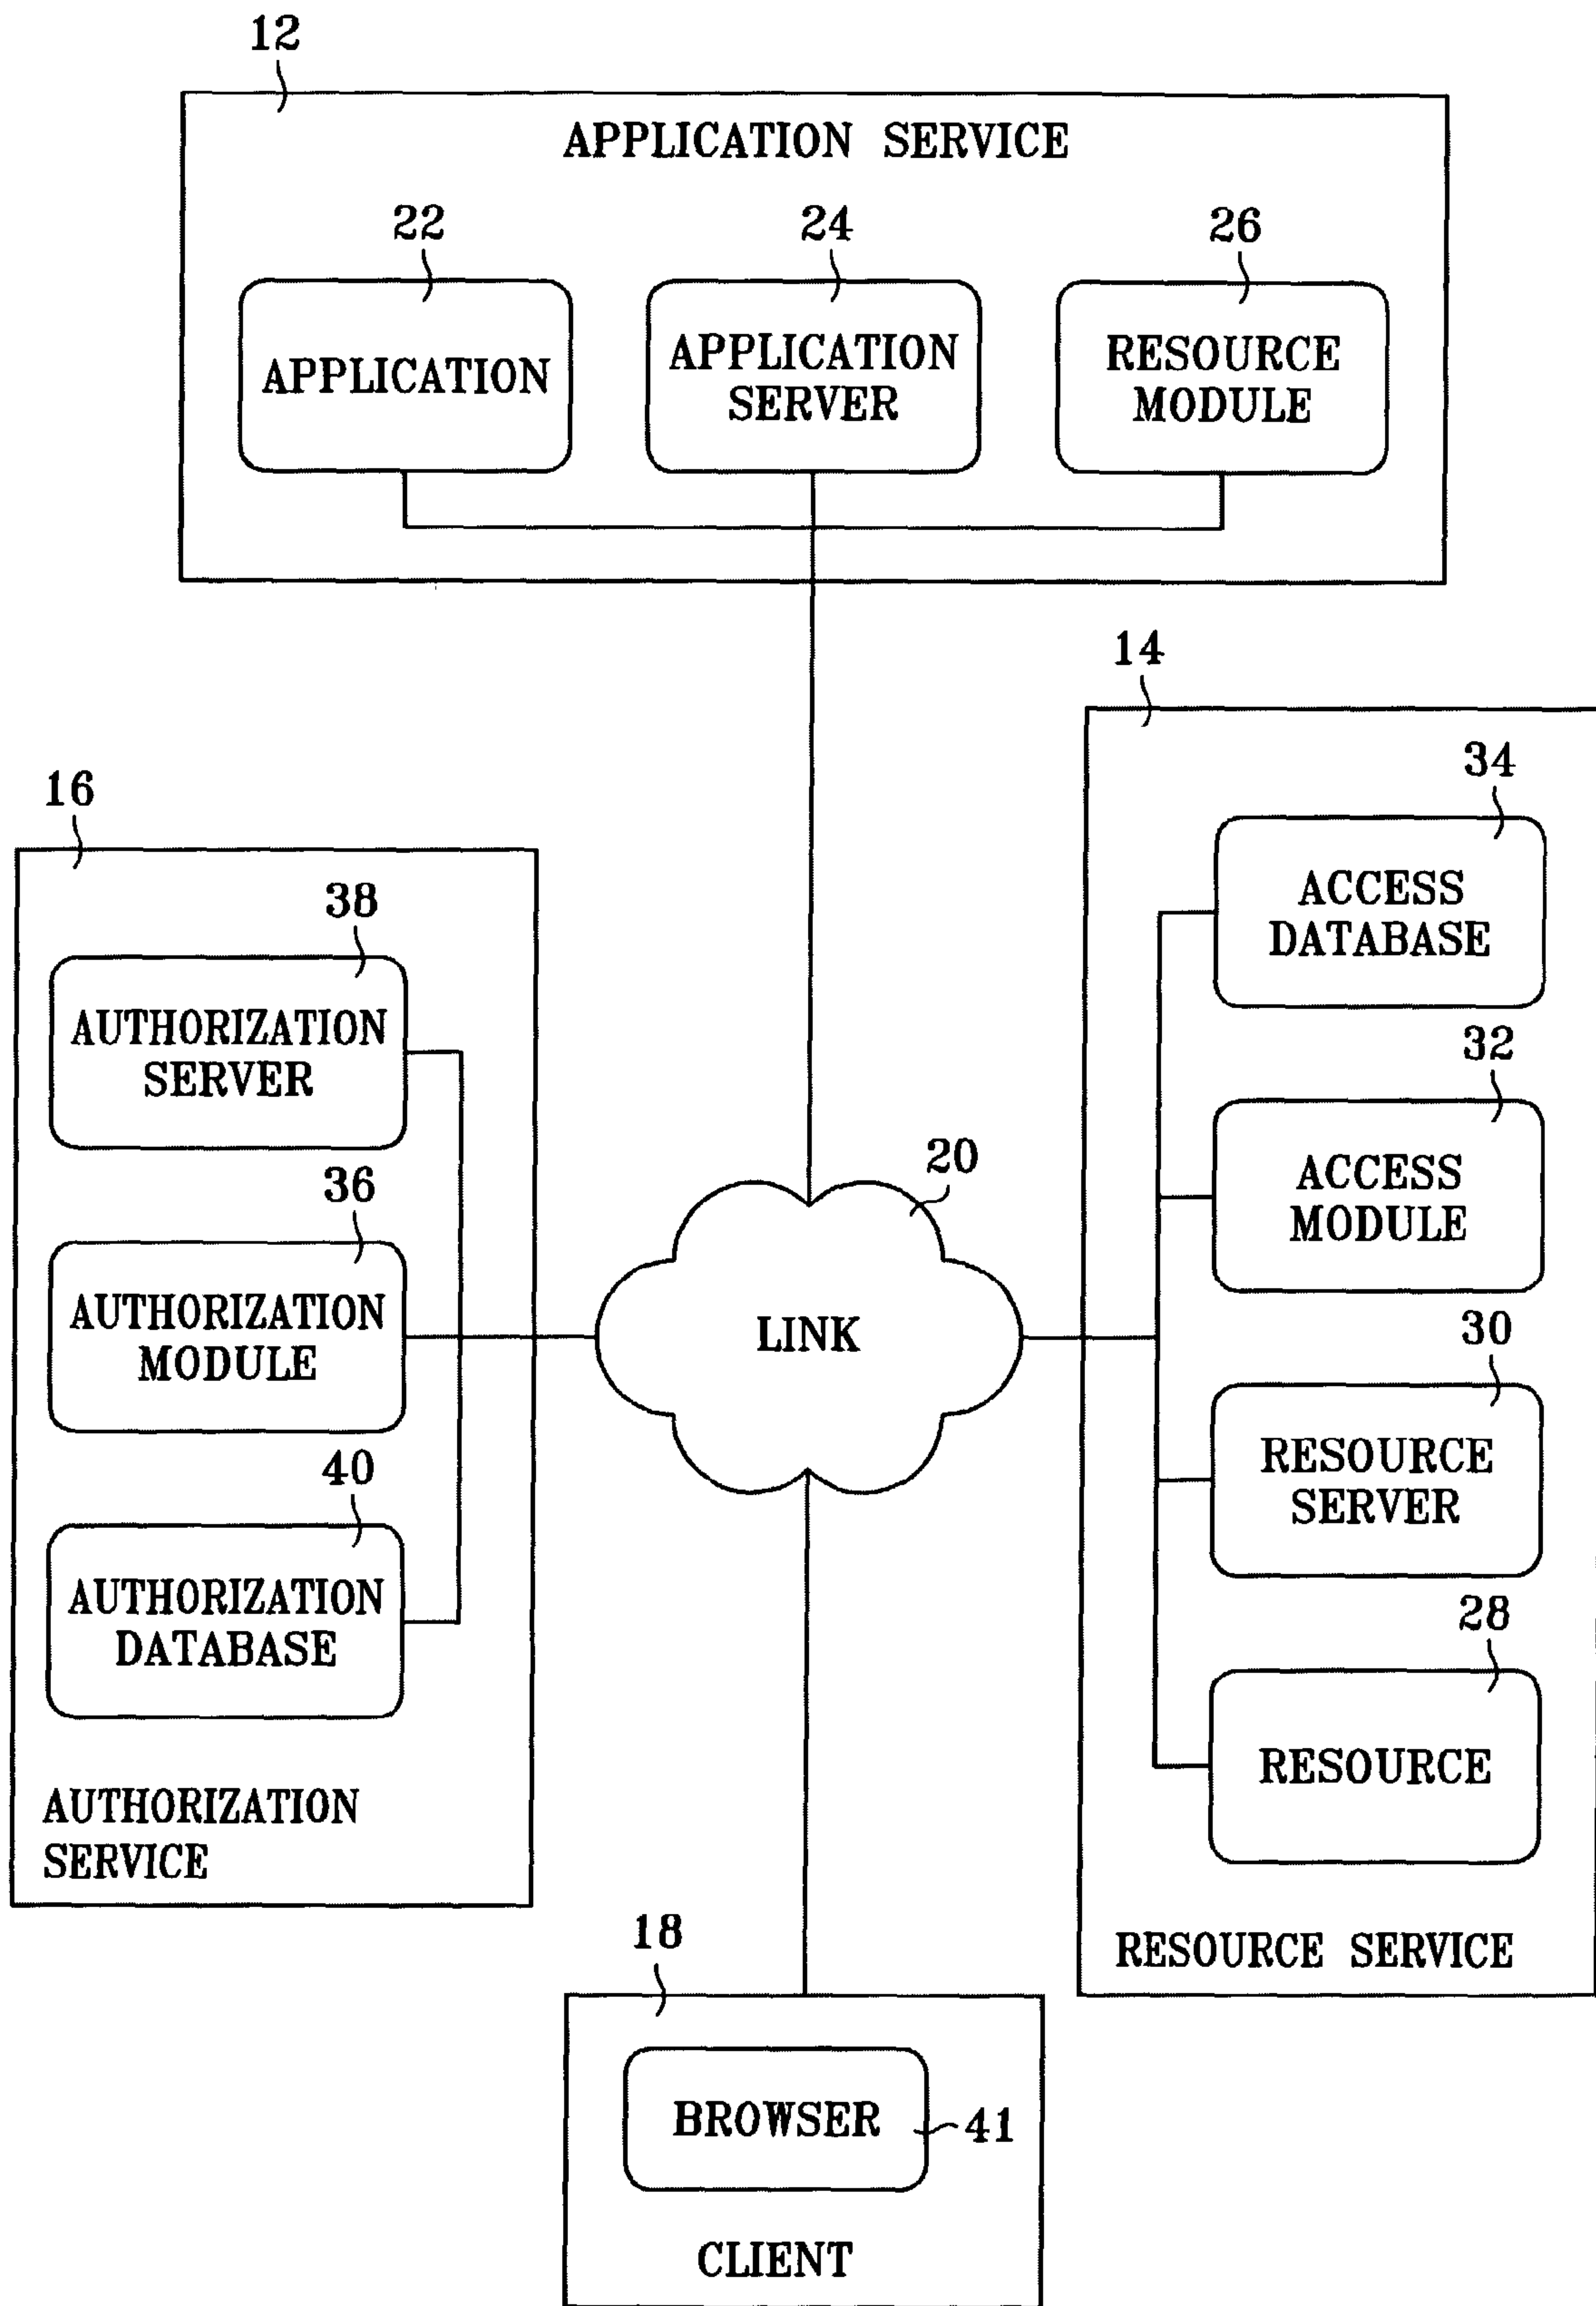 12
APPLICATION SERVICE
22
24
26
APPLICATION
APPLICATION
SERVER
RESOURCE
MODULE
14
34
ACCESS
DATABASE
32
ACCESS
MODULE
30
RESOURCE
SERVER
28
RESOURCE
RESOURCE SERVICE
16
38
AUTHORIZATION
SERVER
36
AUTHORIZATION
MODULE
40
AUTHORIZATION
DATABASE
AUTHORIZATION
SERVICE
20
LINK
18
BROWSER
41
CLIENT